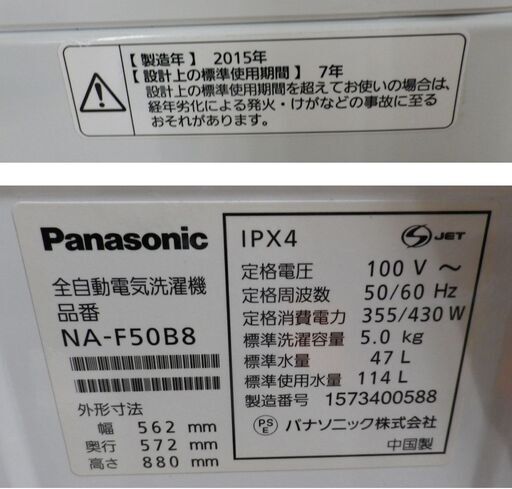 【製造年】 2015年
【設計上の標準使用期間】 7年
設計上の標準使用期間を超えてお使いの場合は、
経年劣化による発火・けがなどの事故に至る
おそれがあります。
Panasonic
全自動電気洗濯機
品番
NA-F50B8
外形寸法
幅 562 mm
奥行 572 mm
高さ 880 mm
IPX4
S JET
定格電圧 100 V ~
定格周波数 50/60 Hz
定格消費電力 355/430 W
標準洗濯容量 5.0 kg
標準水量 47 L
標準使用水量 114 L
製造番号 1573400588
PS E パナソニック株式会社
中国製